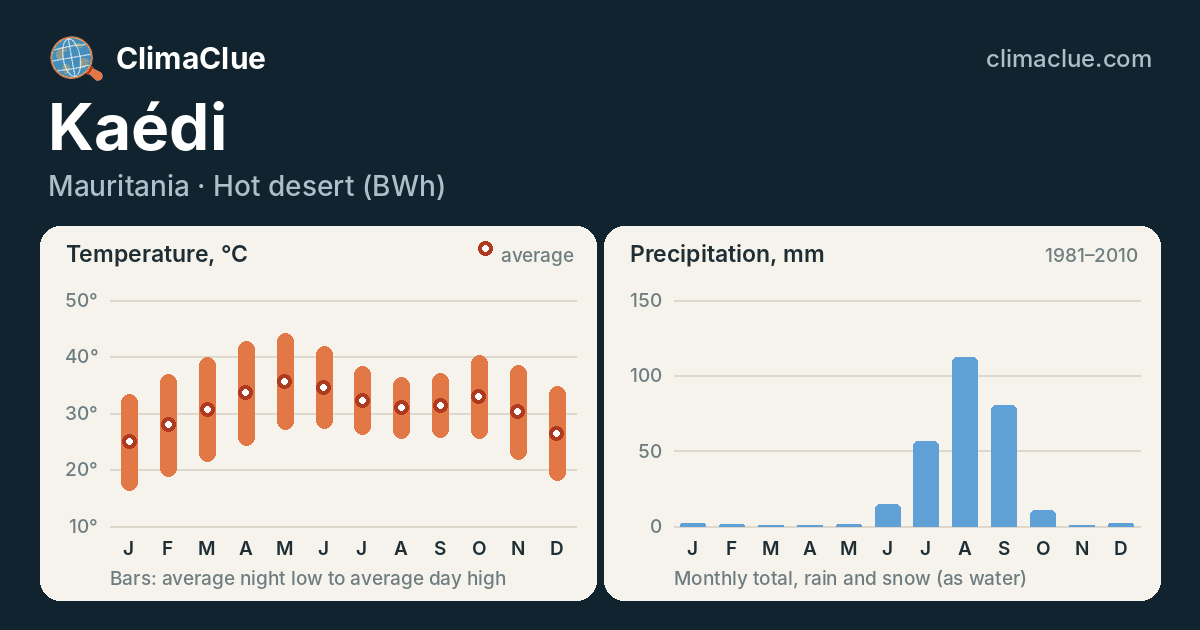 ClimaClue
climaclue.com
Kaédi
Mauritania · Hot desert (BWh)
Temperature, °C
average
50°
40°
30°
20°
10°
J F M A M J J A S O N D
Bars: average night low to average day high
Precipitation, mm
1981–2010
150
100
50
0
J F M A M J J A S O N D
Monthly total, rain and snow (as water)